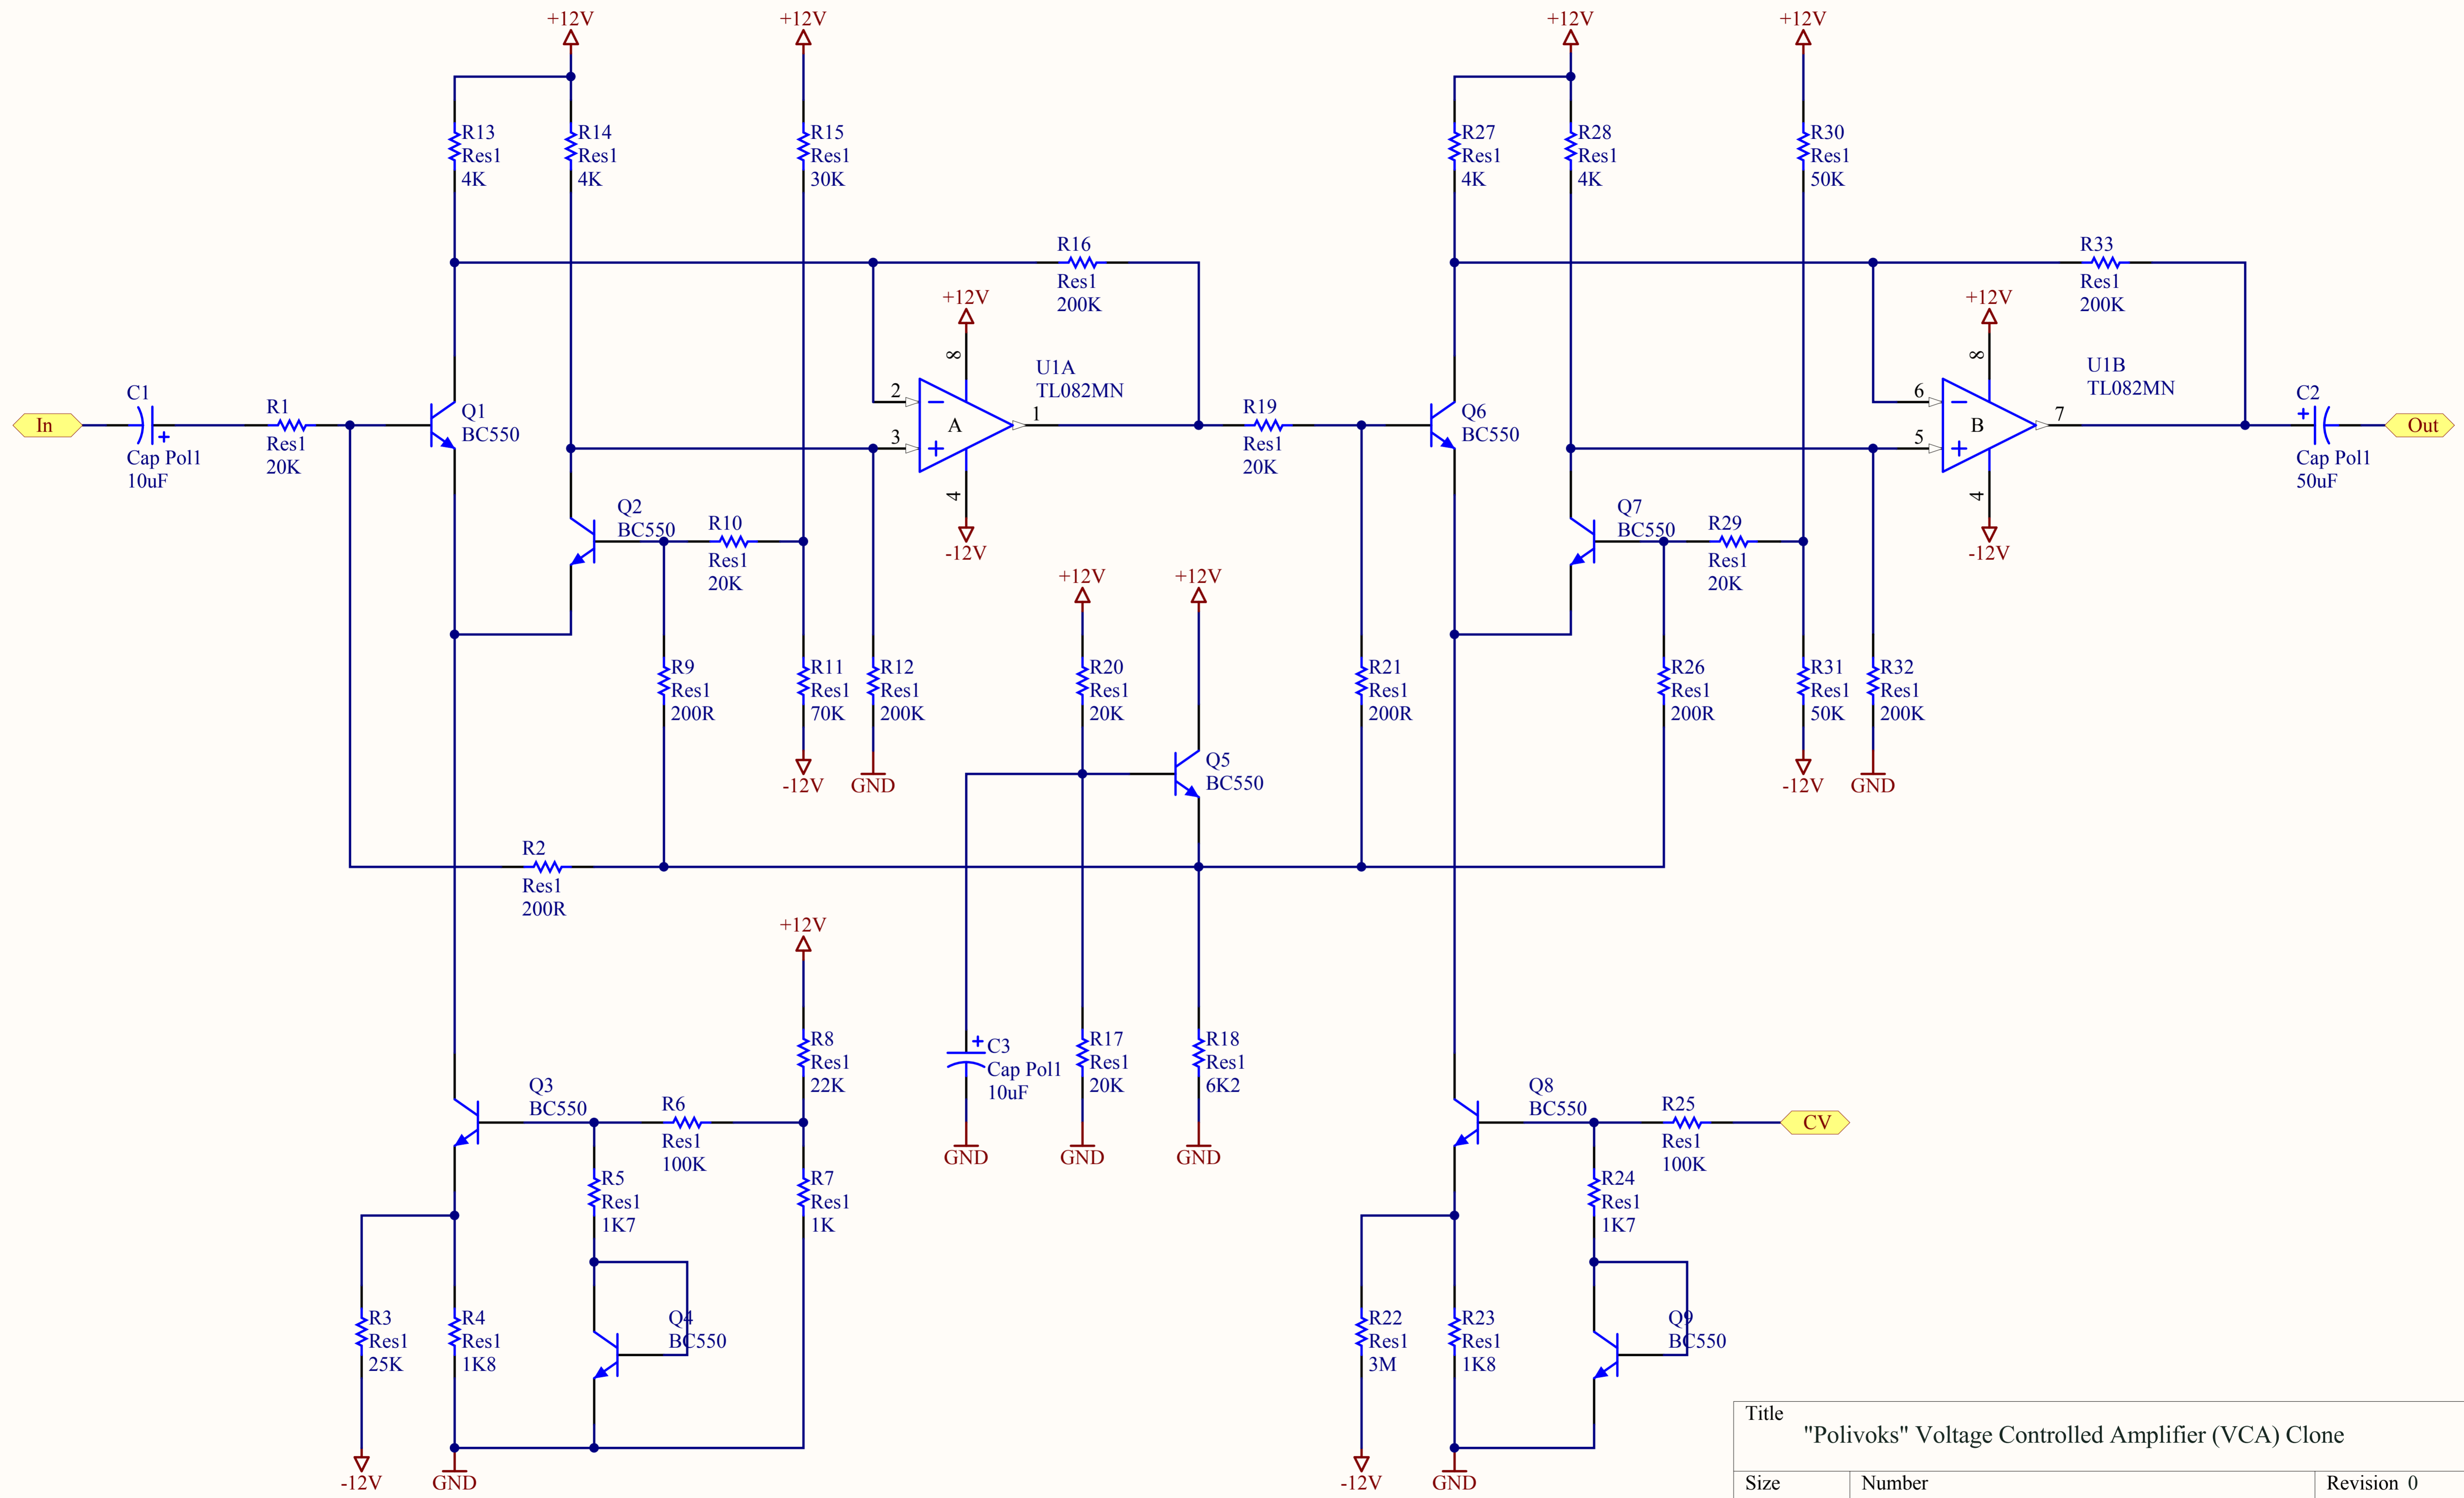 +12V
+12V
+12V
+12V
R13
Res1
4K
R14
Res1
4K
R15
Res1
30K
R27
Res1
4K
R28
Res1
4K
R30
Res1
50K
R16
Res1
200K
R33
Res1
200K
+12V
8
U1A
TL082MN
+12V
8
U1B
TL082MN
In
C1
Cap Pol1
10uF
R1
Res1
20K
Q1
BC550
2
3
A
1
4
-12V
R19
Res1
20K
Q6
BC550
6
5
B
7
4
-12V
C2
Cap Pol1
50uF
Out
Q2
BC550
R10
Res1
20K
Q7
BC550
R29
Res1
20K
+12V
+12V
R9
Res1
200R
R11
Res1
70K
R12
Res1
200K
R20
Res1
20K
R21
Res1
200R
R26
Res1
200R
R31
Res1
50K
R32
Res1
200K
-12V
GND
Q5
BC550
-12V
GND
R2
Res1
200R
+12V
R8
Res1
22K
C3
Cap Pol1
10uF
R17
Res1
20K
R18
Res1
6K2
GND
GND
GND
Q3
BC550
R6
Res1
100K
Q8
BC550
R25
Res1
100K
CV
R5
Res1
1K7
R7
Res1
1K
R24
Res1
1K7
R3
Res1
25K
R4
Res1
1K8
Q4
BC550
R22
Res1
3M
R23
Res1
1K8
Q9
BC550
-12V
GND
-12V
GND
Title
"Polivoks" Voltage Controlled Amplifier (VCA) Clone
Size
Number
Revision 0